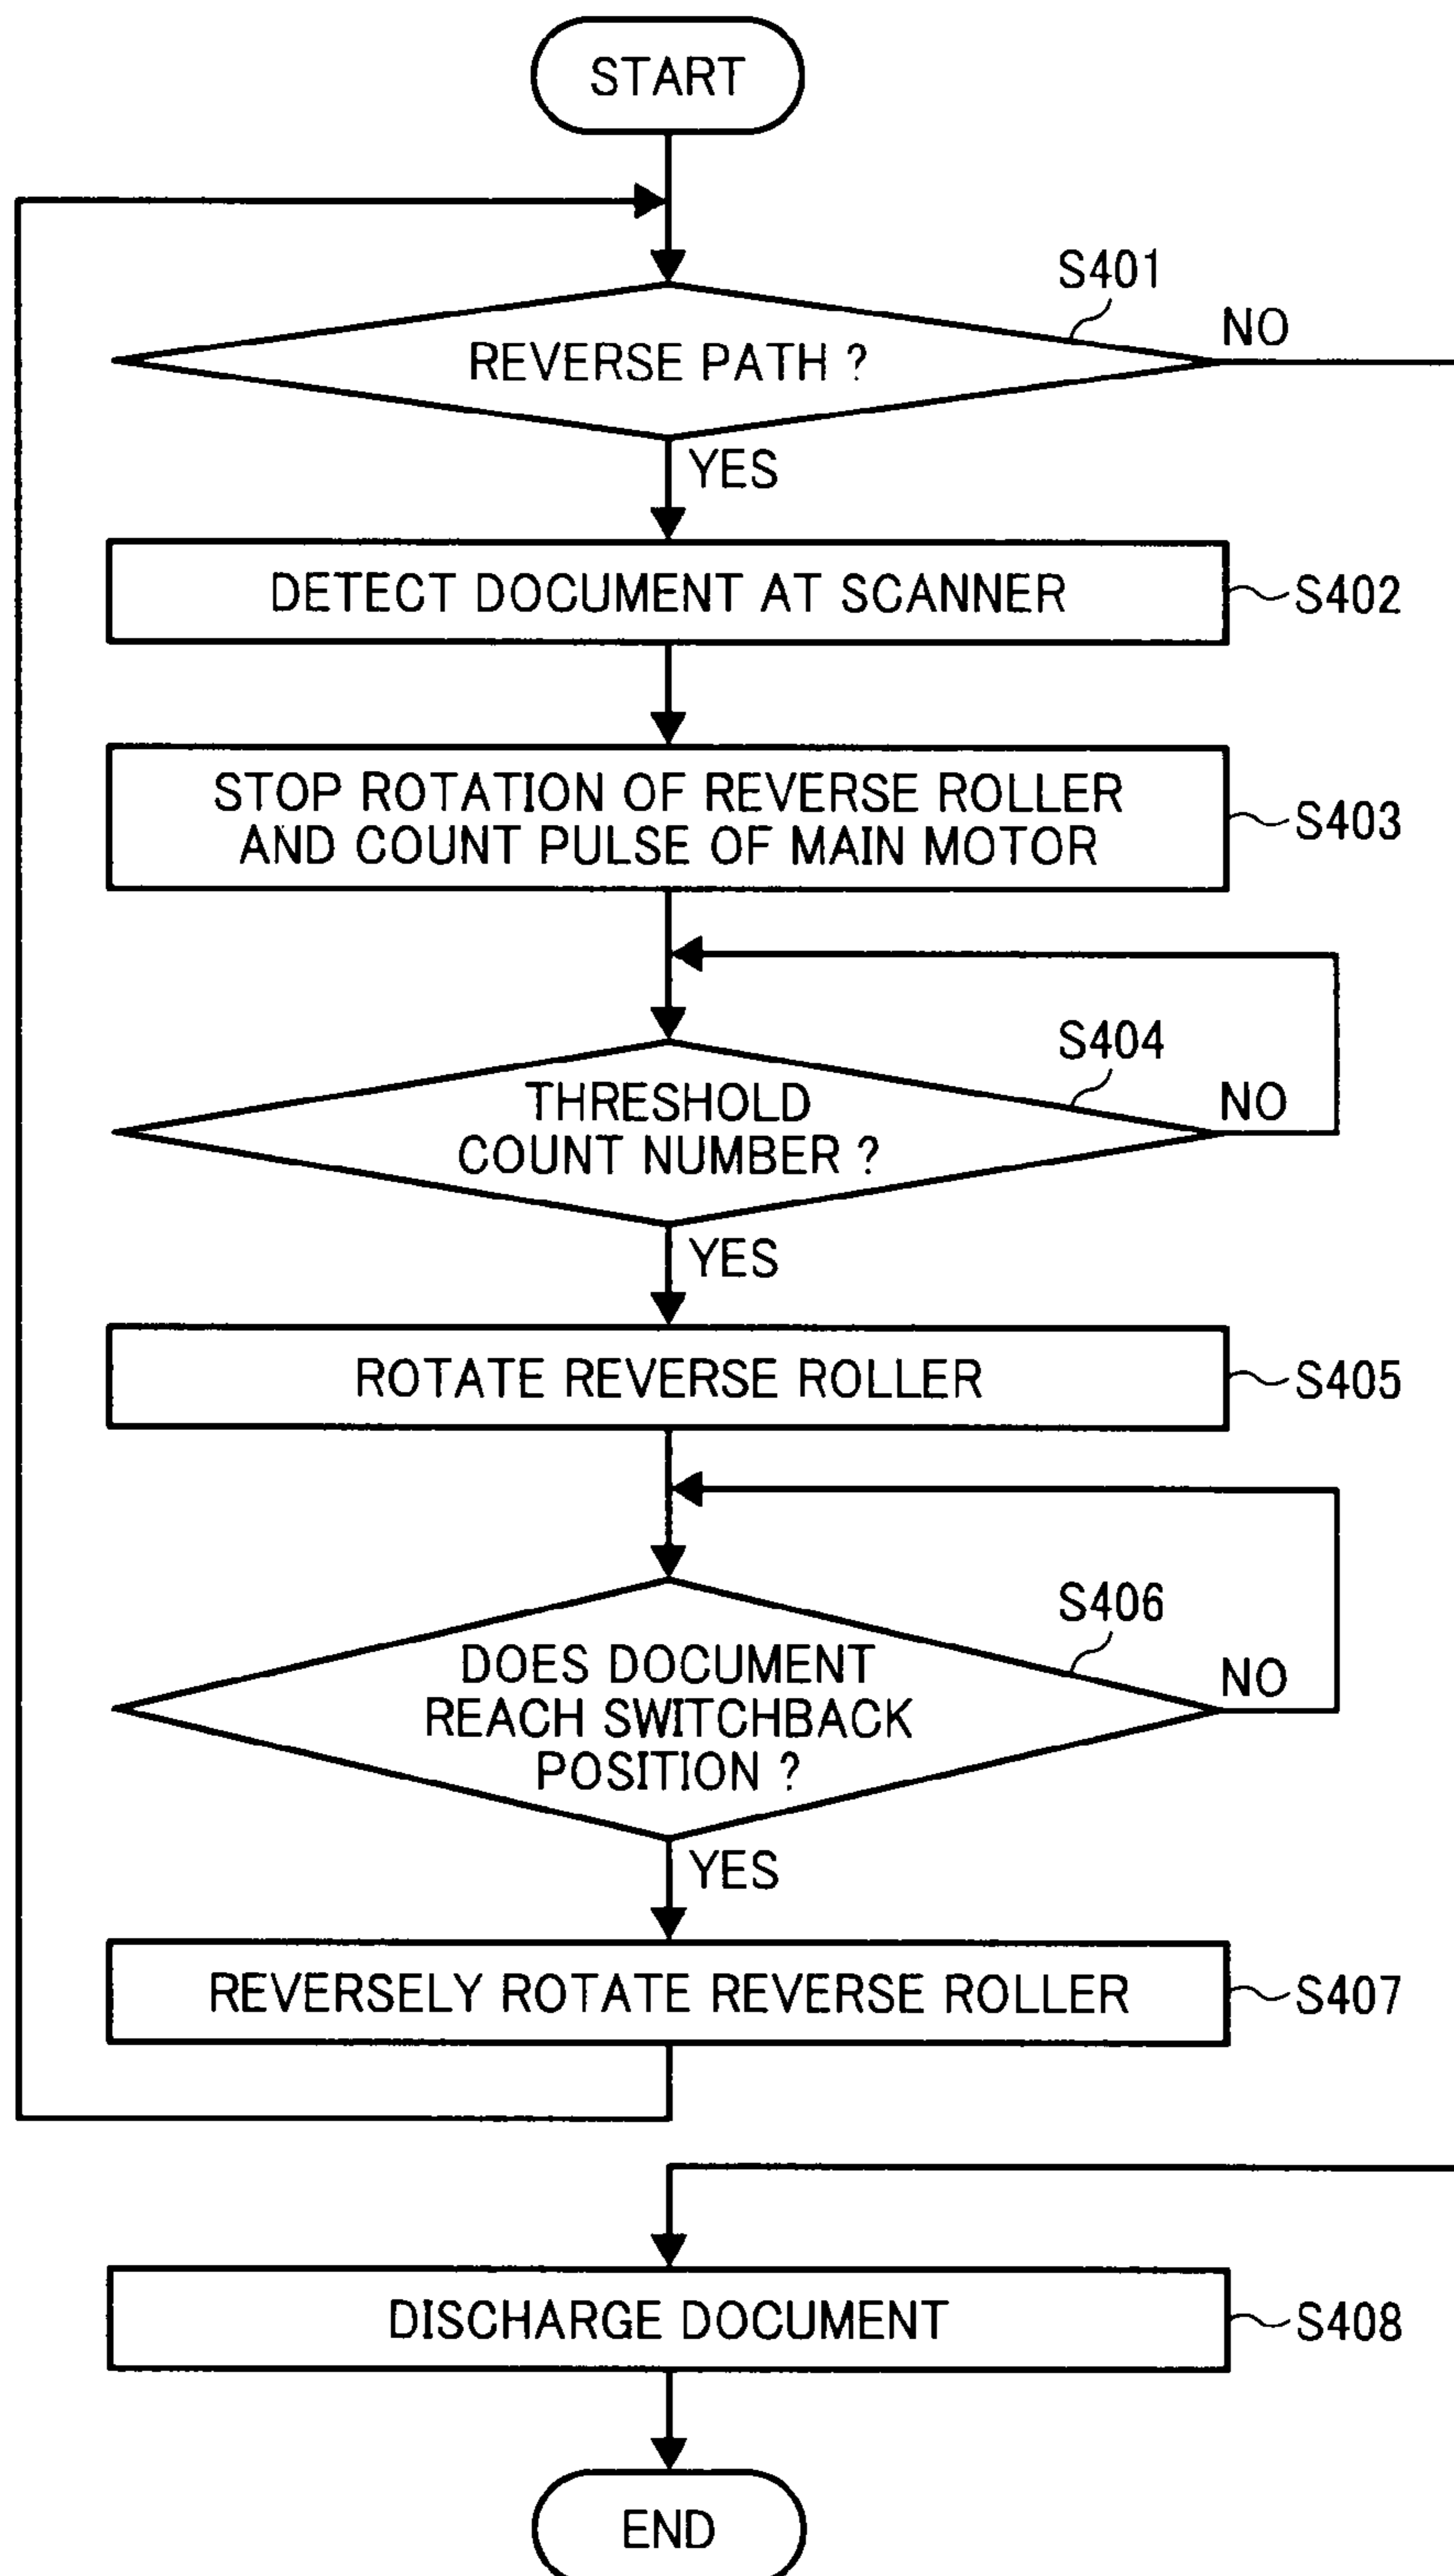 START
S401
NO
REVERSE PATH ?
YES
DETECT DOCUMENT AT SCANNER
S402
STOP ROTATION OF REVERSE ROLLER
AND COUNT PULSE OF MAIN MOTOR
S403
S404
THRESHOLD
COUNT NUMBER ?
NO
YES
ROTATE REVERSE ROLLER
S405
S406
DOES DOCUMENT
REACH SWITCHBACK
POSITION ?
NO
YES
REVERSELY ROTATE REVERSE ROLLER
S407
DISCHARGE DOCUMENT
S408
END